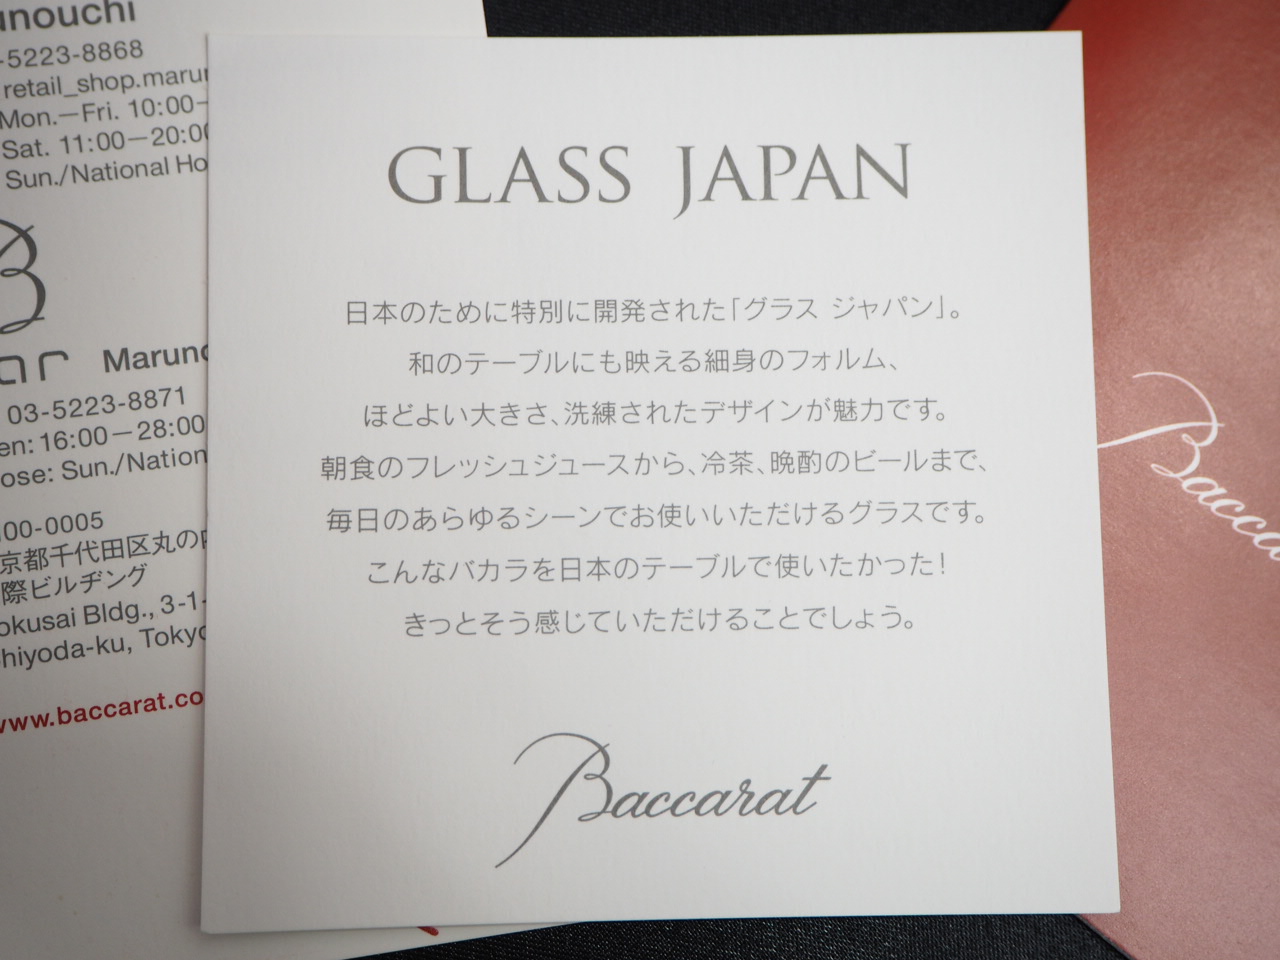 GLASS JAPAN
日本のために特別に開発された「グラス ジャパン」。
和のテーブルにも映える細身のフォルム、
ほどよい大きさ、洗練されたデザインが魅力です。
朝食のフレッシュジュースから、冷茶、晩酌のビールまで、
毎日のあらゆるシーンでお使いいただけるグラスです。
こんなバカラを日本のテーブルで使いたかった！
きっとそう感じていただけることでしょう。
Baccarat
unouchi
-5223-8868
retail_shop.maru
Mon.—Fri. 10:00—
Sat. 11:00—20:00
Sun./National Ho
B
ar Maruno
03-5223-8871
en: 16:00—28:00
ose: Sun./Nation
00-0005
京都千代田区丸の内
際ビルヂング
okusai Bldg., 3-1-
hiyoda-ku, Tokyo
www.baccarat.co
Bacca